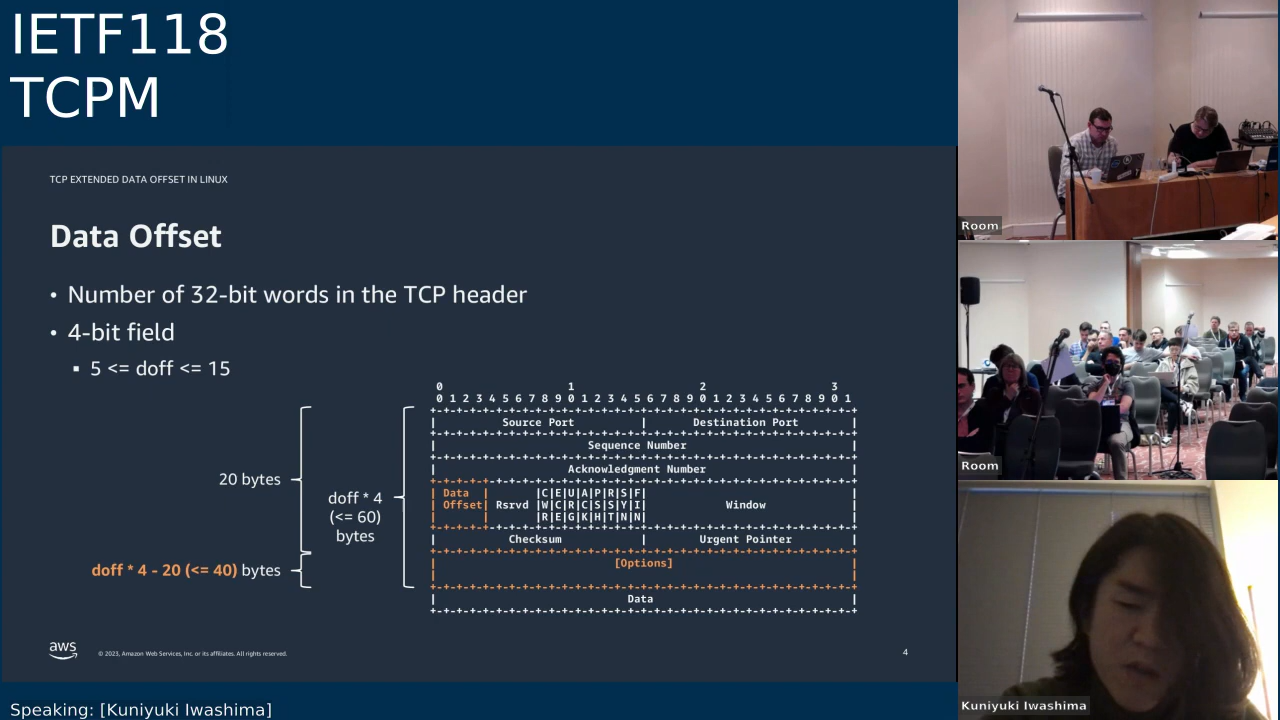 IETF118
TCPM
TCP EXTENDED DATA OFFSET IN LINUX
Data Offset
• Number of 32-bit words in the TCP header
• 4-bit field
▪ 5 <= doff <= 15
20 bytes
doff * 4
(<= 60)
bytes
doff * 4 - 20 (<= 40) bytes
0                   1                   2                   3
0 1 2 3 4 5 6 7 8 9 0 1 2 3 4 5 6 7 8 9 0 1 2 3 4 5 6 7 8 9 0 1
+-+-+-+-+-+-+-+-+-+-+-+-+-+-+-+-+-+-+-+-+-+-+-+-+-+-+-+-+-+-+-+-+
|          Source Port          |       Destination Port        |
+-+-+-+-+-+-+-+-+-+-+-+-+-+-+-+-+-+-+-+-+-+-+-+-+-+-+-+-+-+-+-+-+
|                       Sequence Number                         |
+-+-+-+-+-+-+-+-+-+-+-+-+-+-+-+-+-+-+-+-+-+-+-+-+-+-+-+-+-+-+-+-+
|                    Acknowledgment Number                      |
+-+-+-+-+-+-+-+-+-+-+-+-+-+-+-+-+-+-+-+-+-+-+-+-+-+-+-+-+-+-+-+-+
| Data  |       |C|E|U|A|P|R|S|F|                               |
| Offset| Rsrvd |W|C|R|C|S|S|Y|I|            Window             |
|       |       |R|E|G|K|H|T|N|N|                               |
+-+-+-+-+-+-+-+-+-+-+-+-+-+-+-+-+-+-+-+-+-+-+-+-+-+-+-+-+-+-+-+-+
|           Checksum            |        Urgent Pointer         |
+-+-+-+-+-+-+-+-+-+-+-+-+-+-+-+-+-+-+-+-+-+-+-+-+-+-+-+-+-+-+-+-+
|                           [Options]                           |
|                                                               |
+-+-+-+-+-+-+-+-+-+-+-+-+-+-+-+-+-+-+-+-+-+-+-+-+-+-+-+-+-+-+-+-+
|                             Data                              |
+-+-+-+-+-+-+-+-+-+-+-+-+-+-+-+-+-+-+-+-+-+-+-+-+-+-+-+-+-+-+-+-+
aws
© 2023, Amazon Web Services, Inc. or its affiliates. All rights reserved.
4
Speaking: [Kuniyuki Iwashima]
Room
Room
Kuniyuki Iwashima